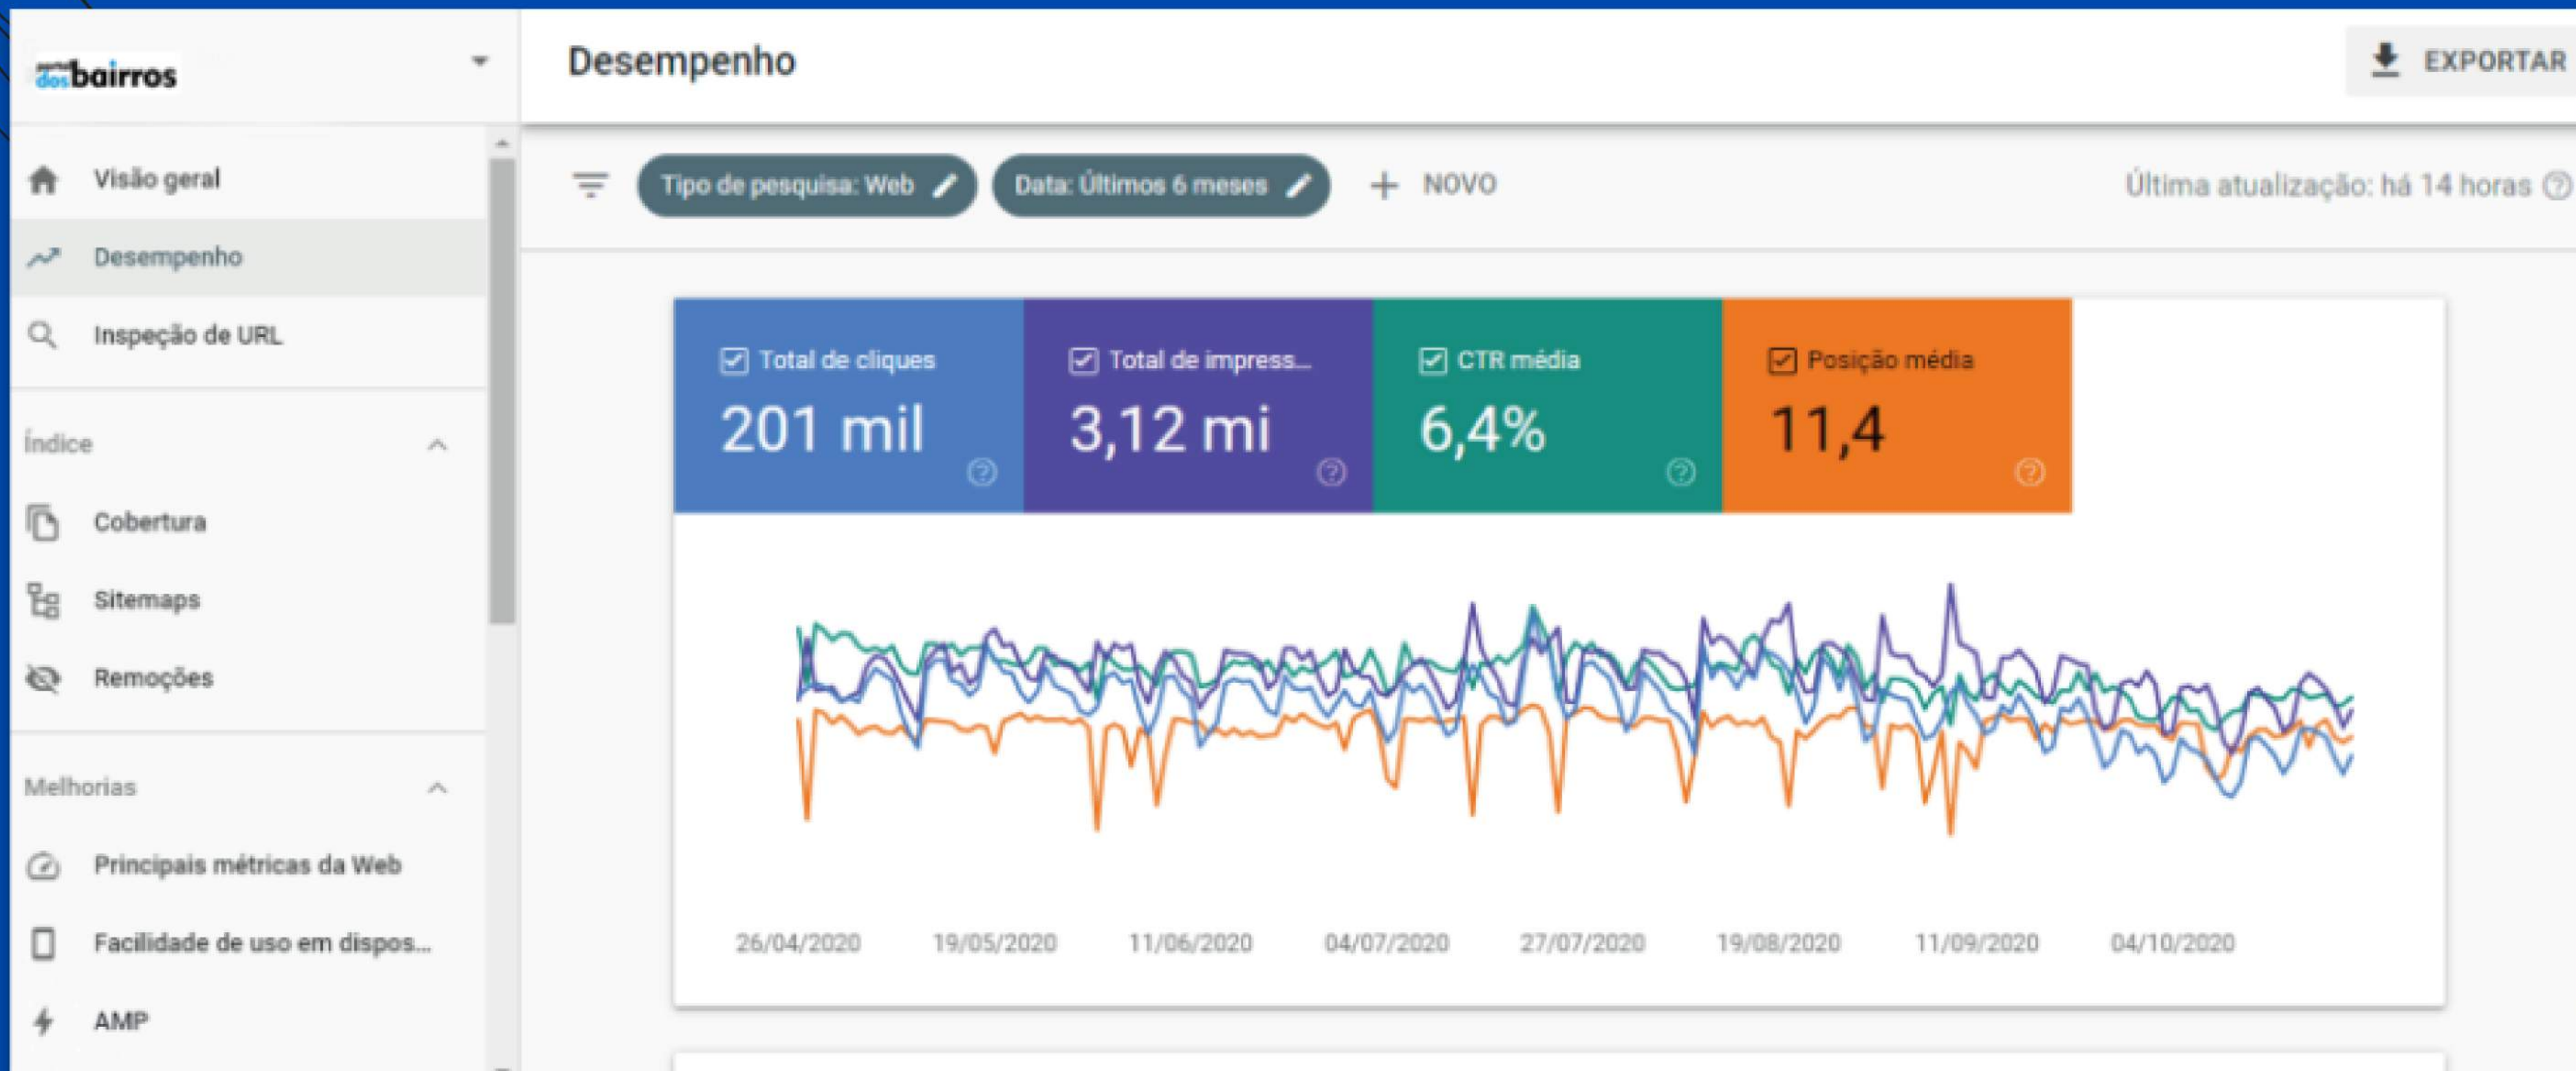 portal
dosbairros
Desempenho
EXPORTAR
Visão geral
Desempenho
Inspeção de URL
Índice
Cobertura
Sitemaps
Remoções
Melhorias
Principais métricas da Web
Facilidade de uso em dispos...
AMP
Tipo de pesquisa: Web
Data: Últimos 6 meses
+ NOVO
Última atualização: há 14 horas
Total de cliques
201 mil
Total de impress...
3,12 mi
CTR média
6,4%
Posição média
11,4
26/04/2020 19/05/2020 11/06/2020 04/07/2020 27/07/2020 19/08/2020 11/09/2020 04/10/2020